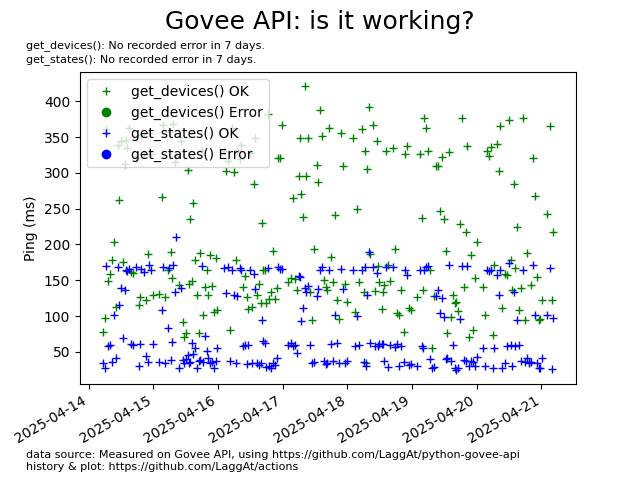 Govee API: is it working?
get_devices(): No recorded error in 7 days.
get_states(): No recorded error in 7 days.
get_devices() OK
get_devices() Error
get_states() OK
get_states() Error
Ping (ms)
400
350
300
250
200
150
100
50
2025-04-14
2025-04-15
2025-04-16
2025-04-17
2025-04-18
2025-04-19
2025-04-20
2025-04-21
data source: Measured on Govee API, using https://github.com/LaggAt/python-govee-api
history & plot: https://github.com/LaggAt/actions